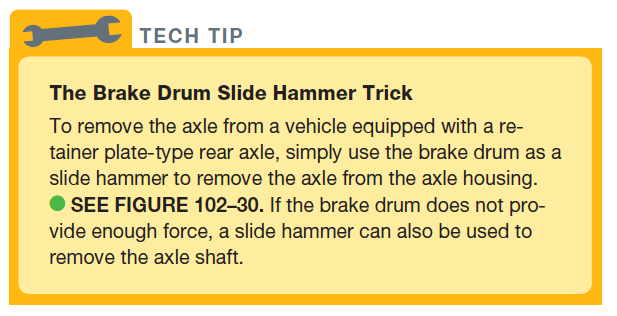 TECH TIP
The Brake Drum Slide Hammer Trick
To remove the axle from a vehicle equipped with a re-
tainer plate-type rear axle, simply use the brake drum as a
slide hammer to remove the axle from the axle housing.
SEE FIGURE 102–30. If the brake drum does not pro-
vide enough force, a slide hammer can also be used to
remove the axle shaft.